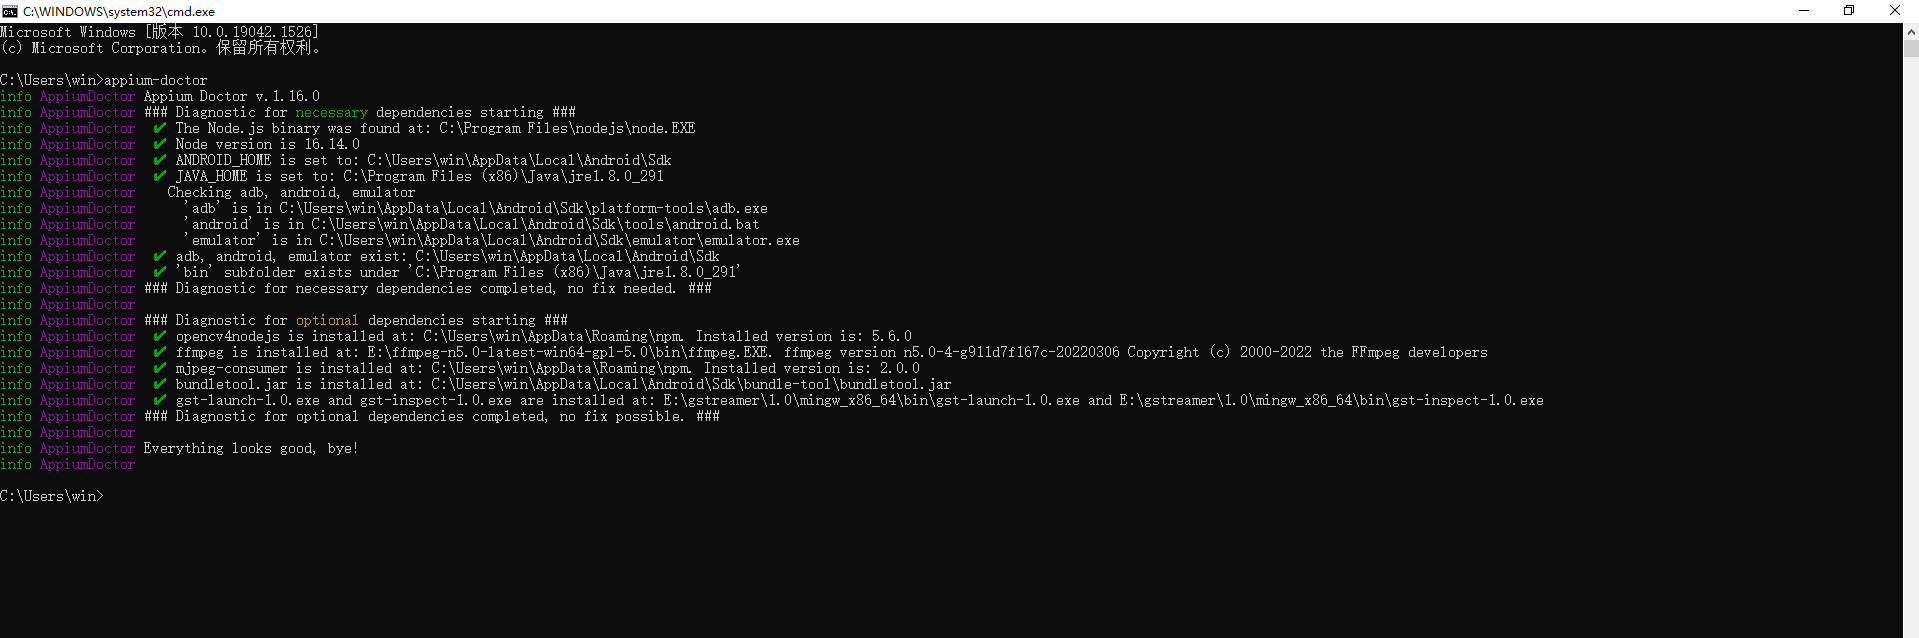 C:\WINDOWS\system32\cmd.exe
Microsoft Windows [版本 10.0.19042.1526]
(c) Microsoft Corporation。保留所有权利。
C:\Users\win>appium-doctor
info AppiumDoctor Appium Doctor v.1.16.0
info AppiumDoctor ### Diagnostic for necessary dependencies starting ###
info AppiumDoctor ✔ The Node.js binary was found at: C:\Program Files\nodejs\node.EXE
info AppiumDoctor ✔ Node version is 16.14.0
info AppiumDoctor ✔ ANDROID_HOME is set to: C:\Users\win\AppData\Local\Android\Sdk
info AppiumDoctor ✔ JAVA_HOME is set to: C:\Program Files (x86)\Java\jre1.8.0_291
info AppiumDoctor Checking adb, android, emulator
info AppiumDoctor 'adb' is in C:\Users\win\AppData\Local\Android\Sdk\platform-tools\adb.exe
info AppiumDoctor 'android' is in C:\Users\win\AppData\Local\Android\Sdk\tools\android.bat
info AppiumDoctor 'emulator' is in C:\Users\win\AppData\Local\Android\Sdk\emulator\emulator.exe
info AppiumDoctor ✔ adb, android, emulator exist: C:\Users\win\AppData\Local\Android\Sdk
info AppiumDoctor ✔ 'bin' subfolder exists under 'C:\Program Files (x86)\Java\jre1.8.0_291'
info AppiumDoctor ### Diagnostic for necessary dependencies completed, no fix needed. ###
info AppiumDoctor
info AppiumDoctor ### Diagnostic for optional dependencies starting ###
info AppiumDoctor ✔ opencv4nodejs is installed at: C:\Users\win\AppData\Roaming\npm. Installed version is: 5.6.0
info AppiumDoctor ✔ ffmpeg is installed at: E:\ffmpeg-n5.0-latest-win64-gpl-5.0\bin\ffmpeg.EXE. ffmpeg version n5.0-4-g911d7f167c-20220306 Copyright (c) 2000-2022 the FFmpeg developers
info AppiumDoctor ✔ mjpeg-consumer is installed at: C:\Users\win\AppData\Roaming\npm. Installed version is: 2.0.0
info AppiumDoctor ✔ bundletool.jar is installed at: C:\Users\win\AppData\Local\Android\Sdk\bundle-tool\bundletool.jar
info AppiumDoctor ✔ gst-launch-1.0.exe and gst-inspect-1.0.exe are installed at: E:\gstreamer\1.0\mingw_x86_64\bin\gst-launch-1.0.exe and E:\gstreamer\1.0\mingw_x86_64\bin\gst-inspect-1.0.exe
info AppiumDoctor ### Diagnostic for optional dependencies completed, no fix possible. ###
info AppiumDoctor
info AppiumDoctor Everything looks good, bye!
info AppiumDoctor
C:\Users\win>